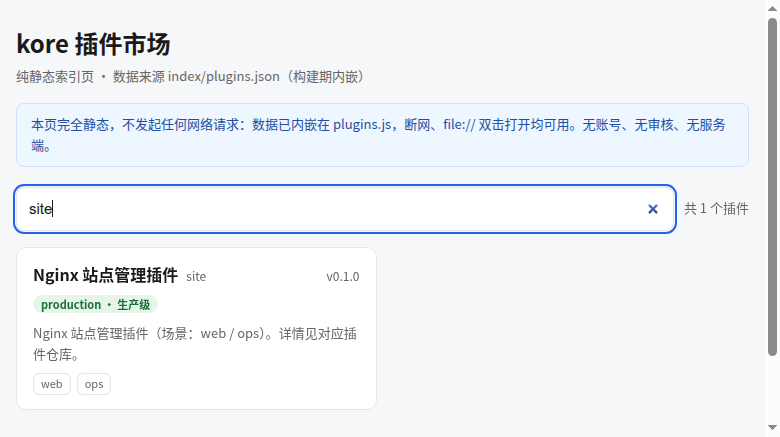 kore 插件市场
纯静态索引页 · 数据来源 index/plugins.json（构建期内嵌）
本页完全静态，不发起任何网络请求：数据已内嵌在 plugins.js，断网、file:// 双击打开均可用。无账号、无审核、无服务
端。
site
共 1 个插件
Nginx 站点管理插件 site v0.1.0
production · 生产级
Nginx 站点管理插件（场景：web / ops）。详情见对应插
件仓库。
web ops